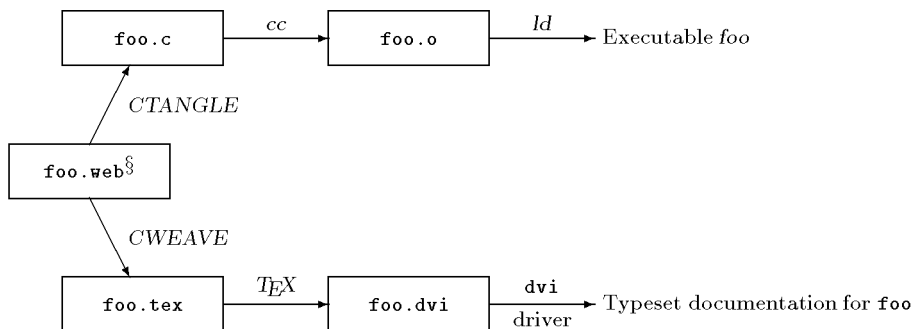 foo.c
cc
foo.o
ld
Executable foo
CTANGLE
foo.web§
CWEAVE
foo.tex
TEX
foo.dvi
dvi
driver
Typeset documentation for foo